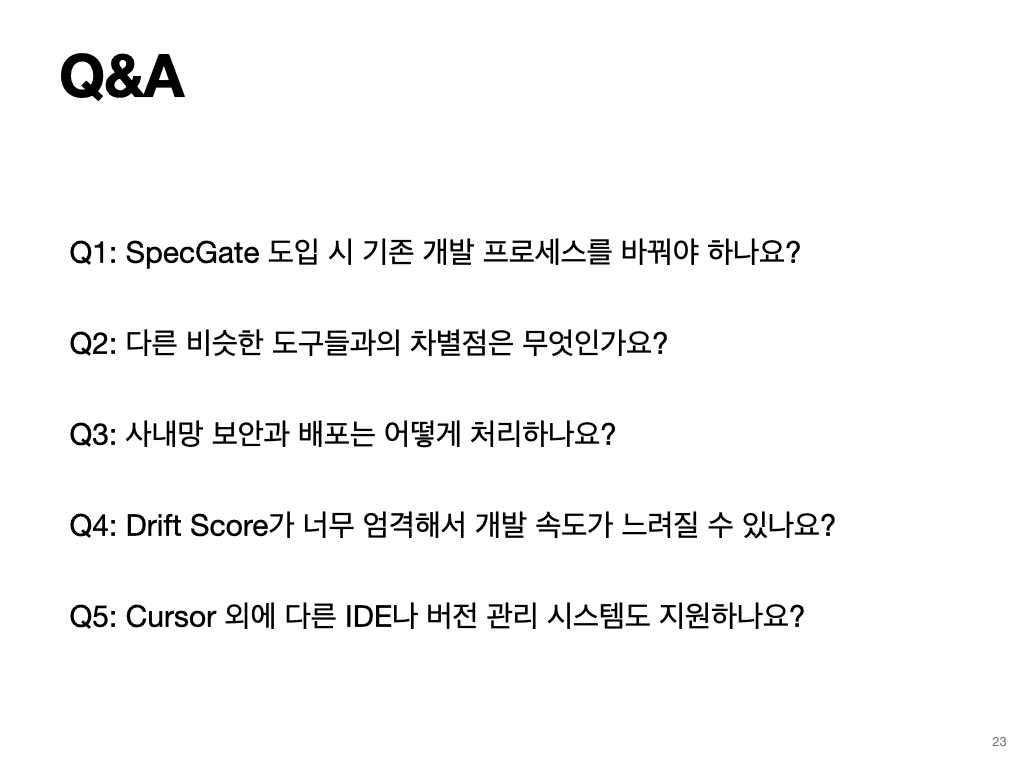 Q&A
Q1: SpecGate 도입 시 기존 개발 프로세스를 바꿔야 하나요?
Q2: 다른 비슷한 도구들과의 차별점은 무엇인가요?
Q3: 사내망 보안과 배포는 어떻게 처리하나요?
Q4: Drift Score가 너무 엄격해서 개발 속도가 느려질 수 있나요?
Q5: Cursor 외에 다른 IDE나 버전 관리 시스템도 지원하나요?
23